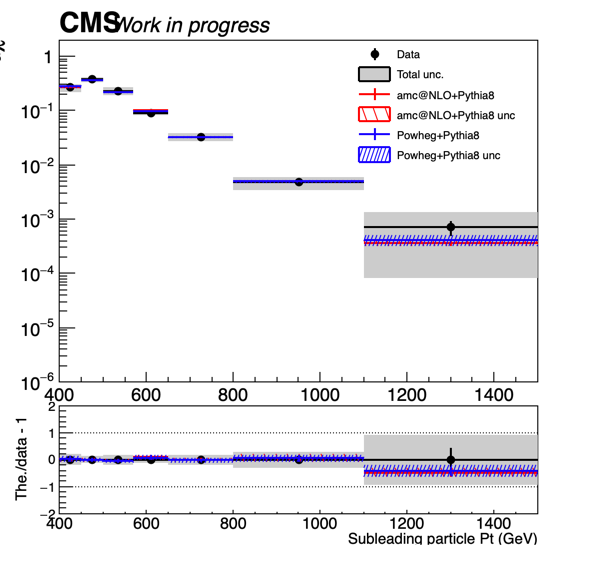 CMS Work in progress
%
1
10−1
10−2
10−3
10−4
10−5
10−6
Data
Total unc.
amc@NLO+Pythia8
amc@NLO+Pythia8 unc
Powheg+Pythia8
Powheg+Pythia8 unc
400 600 800 1000 1200 1400
The./data - 1
2
1
0
−1
−2
400 600 800 1000 1200 1400
Subleading particle Pt (GeV)